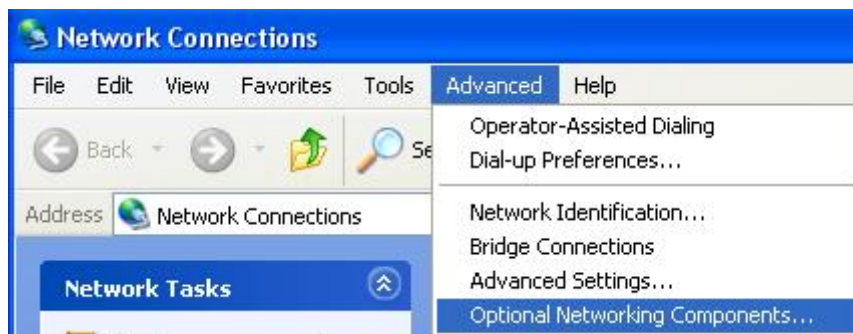 Network Connections
File Edit View Favorites Tools Advanced Help
Operator-Assisted Dialing
Back
Dial-up Preferences...
Address Network Connections
Network Identification...
Bridge Connections
Network Tasks
Advanced Settings...
Optional Networking Components...